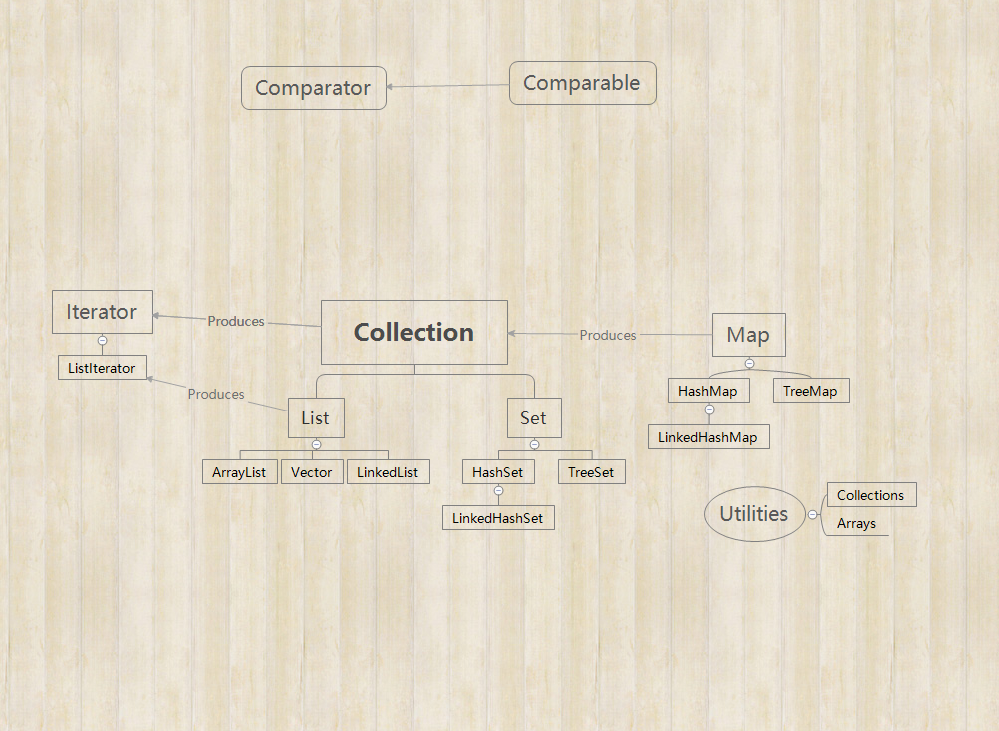 Comparator
Comparable
Iterator
Produces
Collection
Produces
Map
ListIterator
Produces
HashMap
TreeMap
List
Set
LinkedHashMap
ArrayList
Vector
LinkedList
HashSet
TreeSet
LinkedHashSet
Utilities
Collections
Arrays